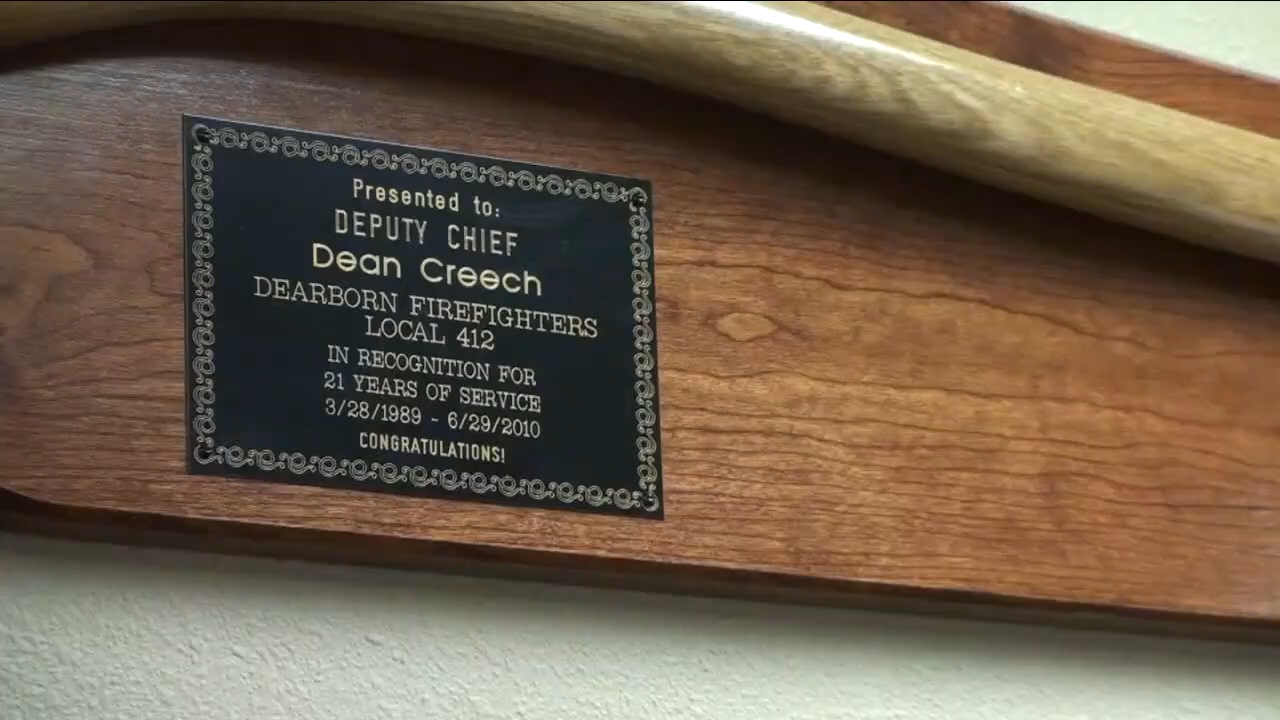 Presented to:
DEPUTY CHIEF
Dean Creech
DEARBORN FIREFIGHTERS
LOCAL 412
IN RECOGNITION FOR
21 YEARS OF SERVICE
3/28/1989 - 6/29/2010
CONGRATULATIONS!